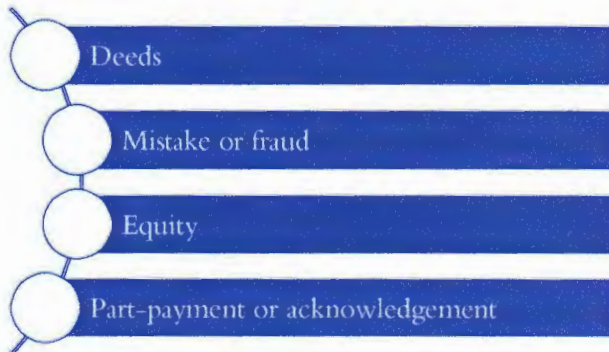 Deeds
Mistake or fraud
Equity
Part-payment or acknowledgement